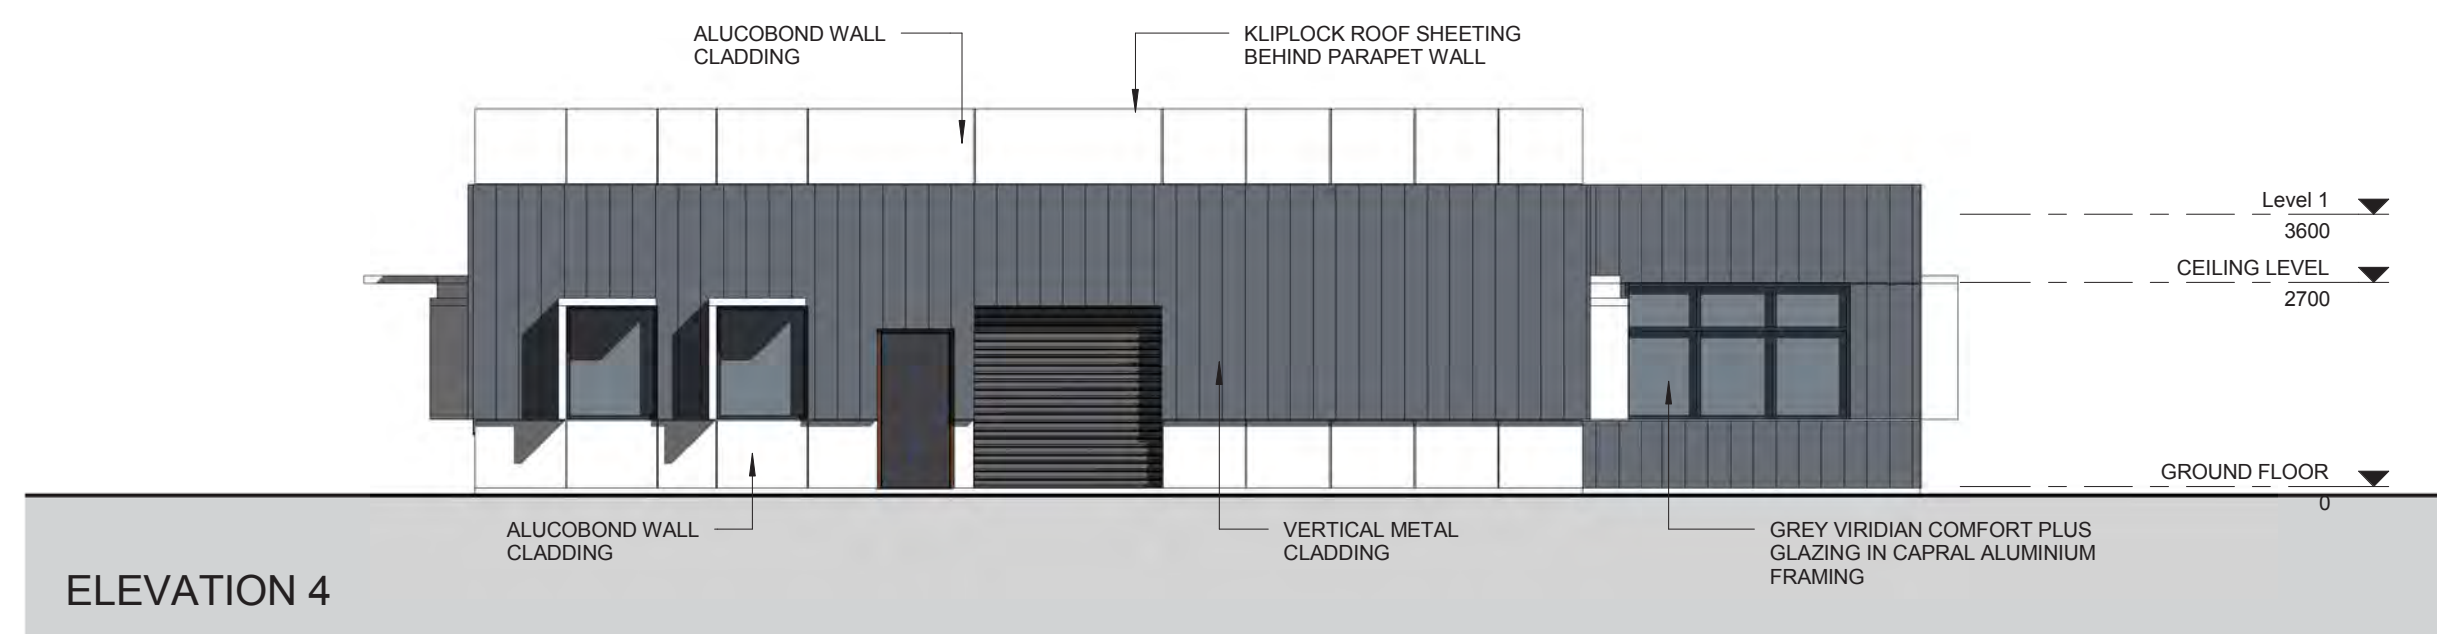 ALUCOBOND WALL
CLADDING
KLIPLOCK ROOF SHEETING
BEHIND PARAPET WALL
Level 1
3600
CEILING LEVEL
2700
GROUND FLOOR
0
ALUCOBOND WALL
CLADDING
VERTICAL METAL
CLADDING
GREY VIRIDIAN COMFORT PLUS
GLAZING IN CAPRAL ALUMINIUM
FRAMING
ELEVATION 4